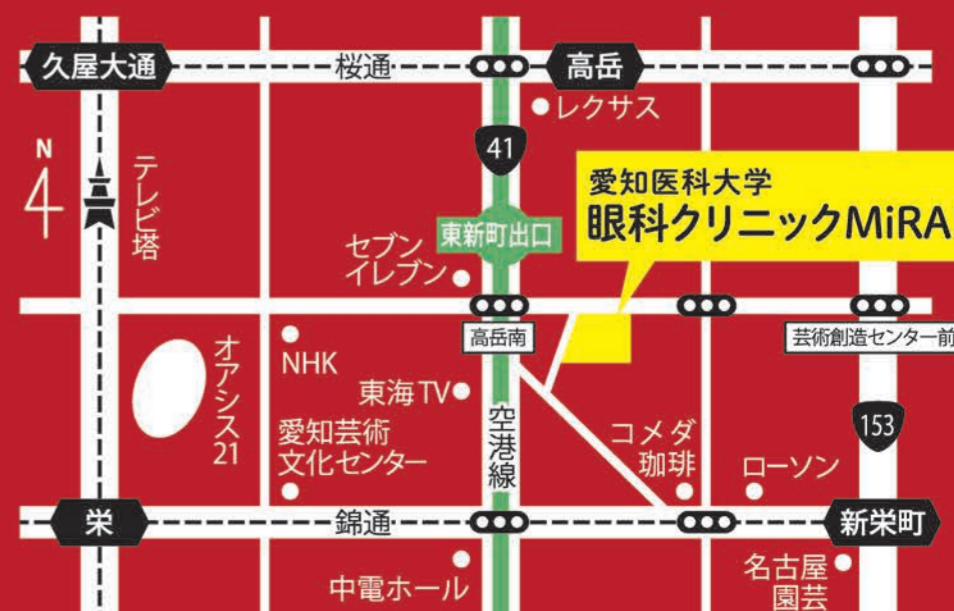 久屋大通
桜通
高岳
レクサス
N
テレビ塔
41
愛知医科大学
眼科クリニックMiRA
東新町出口
セブン
イレブン
高岳南
芸術創造センター前
NHK
オアシス21
東海TV
空港線
153
愛知芸術
文化センター
コメダ
珈琲
ローソン
栄
錦通
新栄町
中電ホール
名古屋
園芸